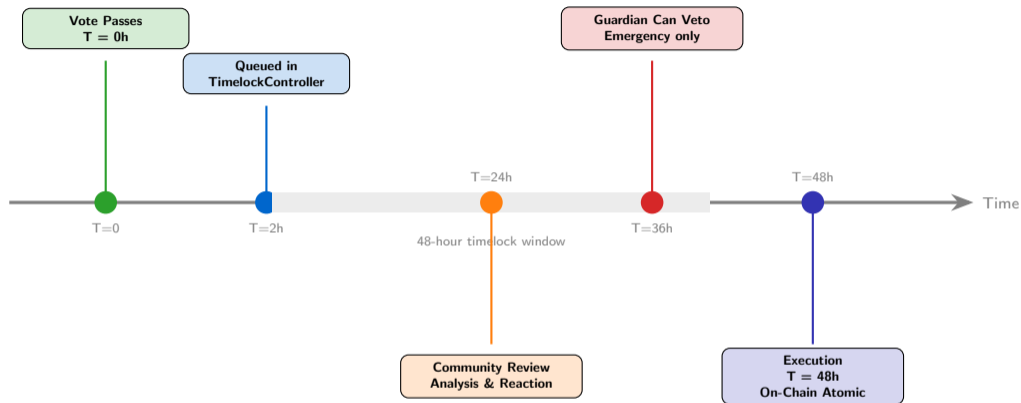 Vote Passes
T = 0h
Guardian Can Veto
Emergency only
Queued in
TimelockController
T=24h
T=48h
Time
T=0
T=2h
T=36h
48-hour timelock window
Community Review
Analysis & Reaction
Execution
T = 48h
On-Chain Atomic